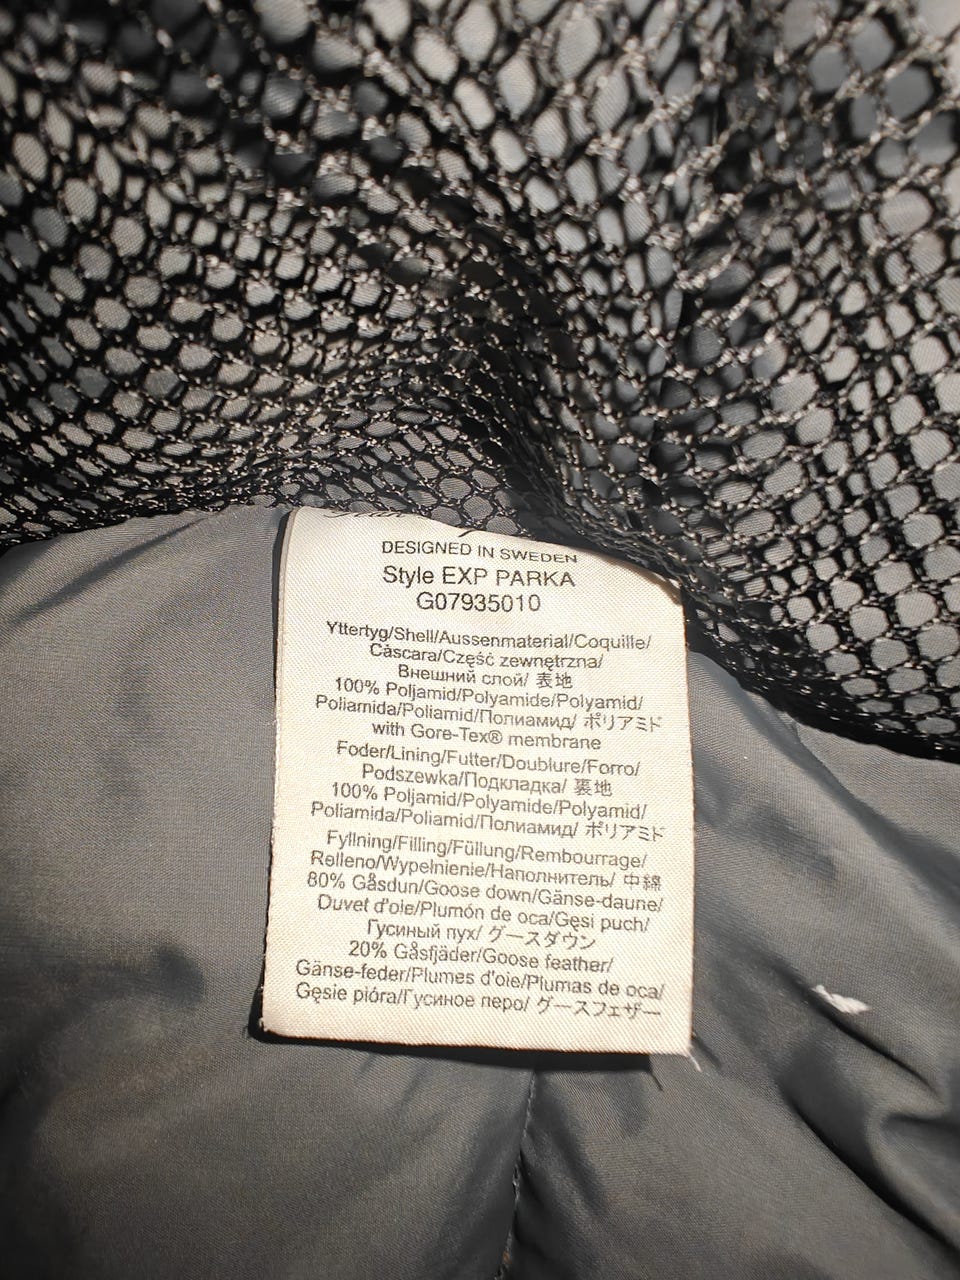 DESIGNED IN SWEDEN
Style EXP PARKA
G07935010
Yttertyg/Shell/Aussenmaterial/Coquille/
Cáscara/Część zewnętrzna/
Внешний слой/ 表地
100% Poljamid/Polyamide/Polyamid/
Poliamida/Poliamid/Полиамид/ ポリアミド
with Gore-Tex® membrane
Foder/Lining/Futter/Doublure/Forro/
Podszewka/Подкладка/ 裏地
100% Poljamid/Polyamide/Polyamid/
Poliamida/Poliamid/Полиамид/ ポリアミド
Fyllning/Filling/Füllung/Rembourrage/
Relleno/Wypełnienie/Наполнитель/ 中綿
80% Gåsdun/Goose down/Gänse-daune/
Duvet d'oie/Plumón de oca/Gęsi puch/
Гусиный пух/ グースダウン
20% Gåsfjäder/Goose feather/
Gänse-feder/Plumes d'oie/Plumas de oca/
Gęsie pióra/Гусиное перо/ グースフェザー